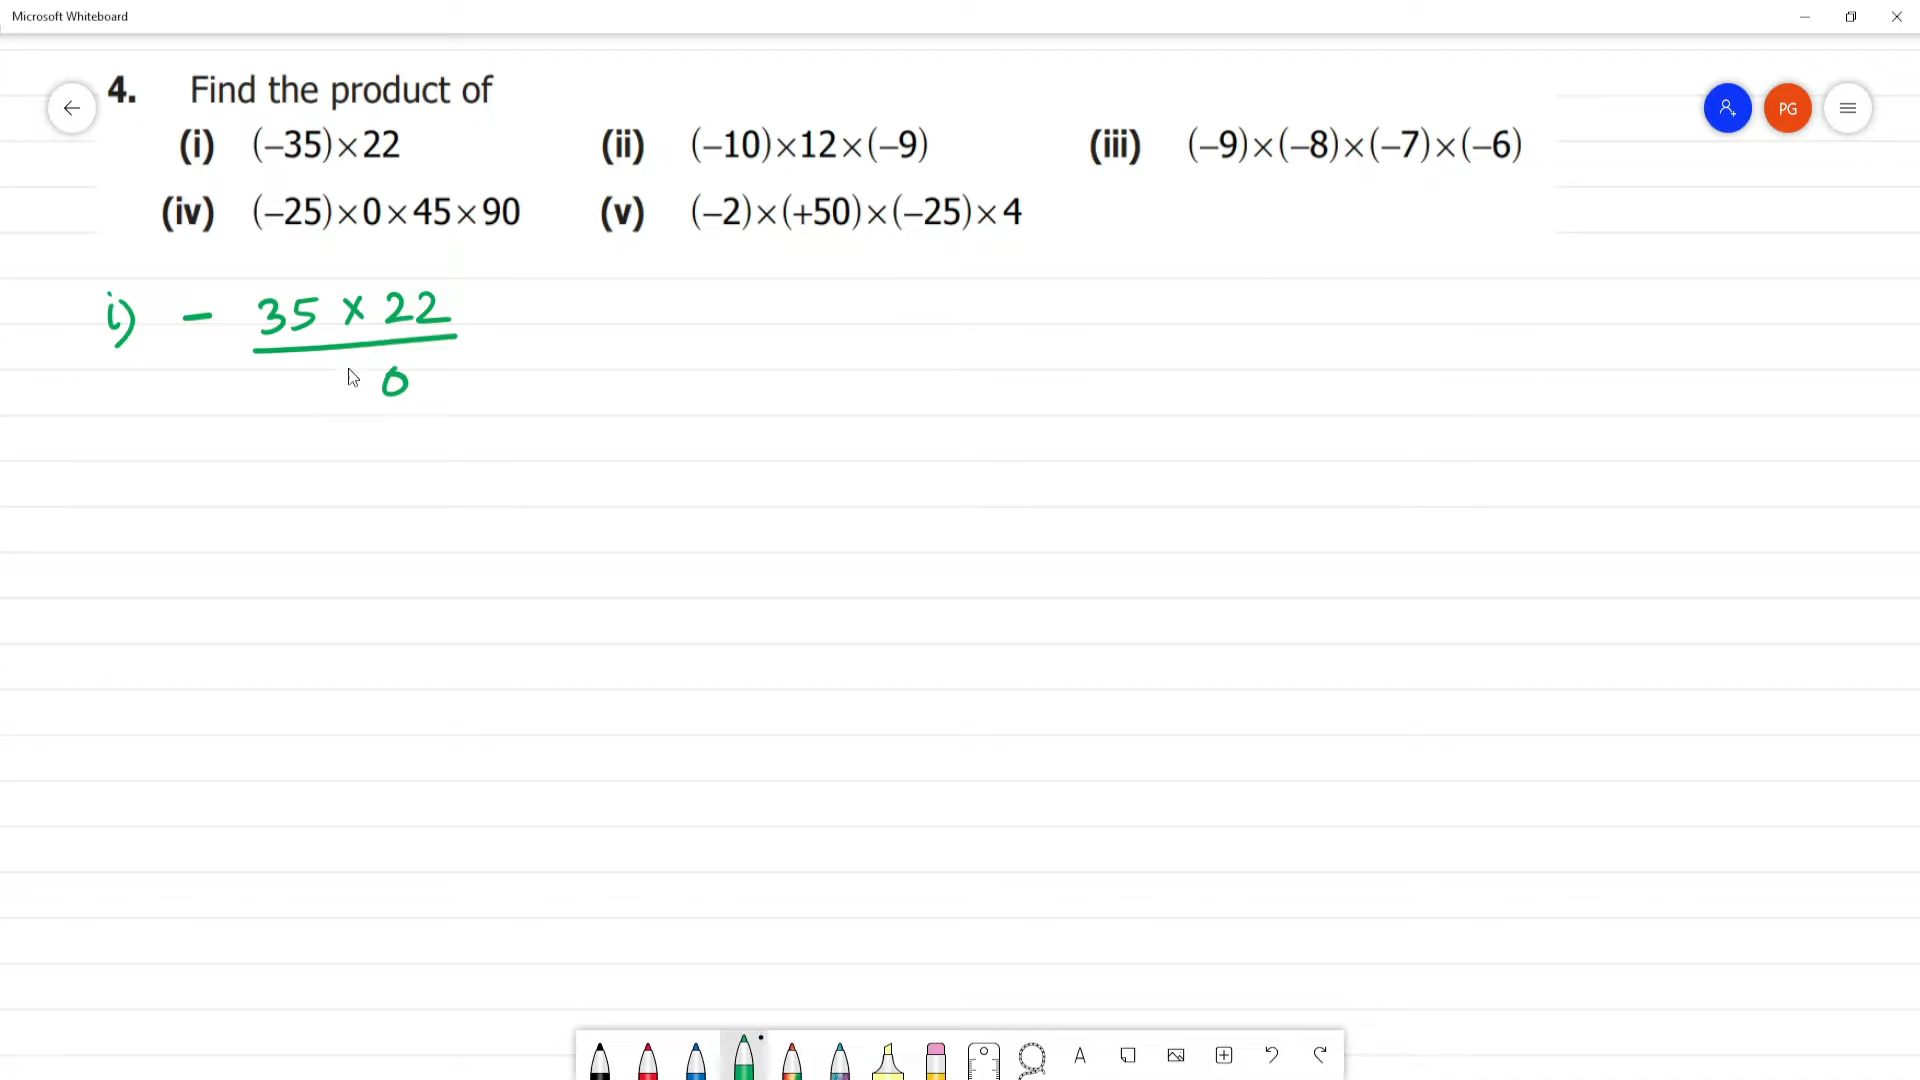 Microsoft Whiteboard
4. Find the product of
(i) (–35)×22 (ii) (–10)×12×(–9) (iii) (–9)×(–8)×(–7)×(–6)
(iv) (–25)×0×45×90 (v) (–2)×(+50)×(–25)×4
PG
i) - 35 x 22
0
A